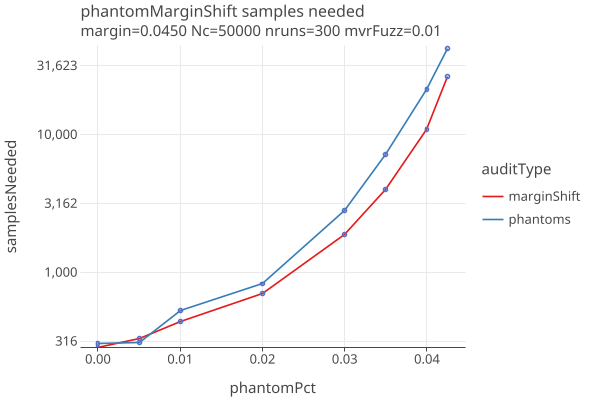 phantomMarginShift samples needed
margin=0.0450 Nc=50000 nruns=300 mvrFuzz=0.01
31,623
10,000
3,162
1,000
316
samplesNeeded
0.00 0.01 0.02 0.03 0.04
phantomPct
auditType
marginShift
phantoms